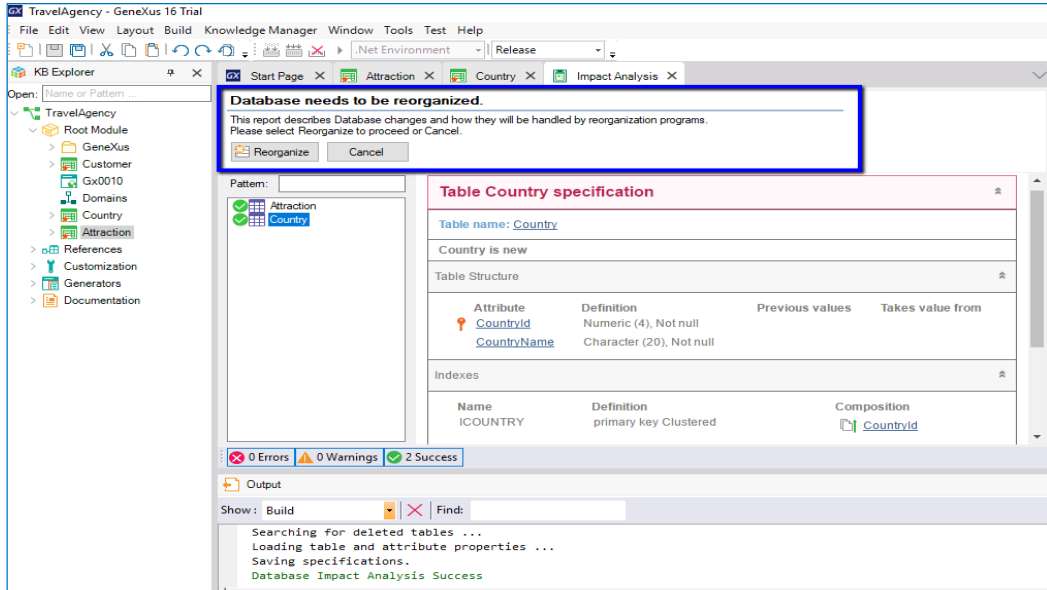 GX TravelAgency - GeneXus 16 Trial
File Edit View Layout Build Knowledge Manager Window Tools Test Help
.Net Environment Release
KB Explorer
Open: Name or Pattern ...
TravelAgency
Root Module
GeneXus
Customer
Gx0010
Domains
Country
Attraction
References
Customization
Generators
Documentation
GX Start Page Attraction Country Impact Analysis
Database needs to be reorganized.
This report describes Database changes and how they will be handled by reorganization programs.
Please select Reorganize to proceed or Cancel.
Reorganize Cancel
Pattern:
Attraction
Country
Table Country specification
Table name: Country
Country is new
Table Structure
Attribute Definition Previous values Takes value from
CountryId Numeric (4), Not null
CountryName Character (20), Not null
Indexes
Name Definition Composition
ICOUNTRY primary key Clustered CountryId
0 Errors 0 Warnings 2 Success
Output
Show: Build Find:
Searching for deleted tables ...
Loading table and attribute properties ...
Saving specifications.
Database Impact Analysis Success